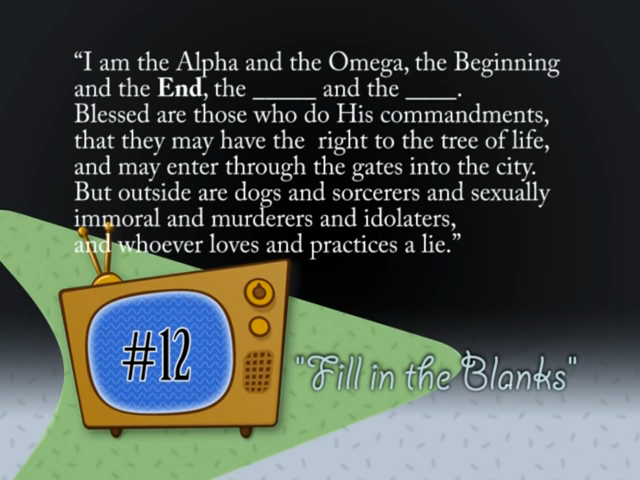 “I am the Alpha and the Omega, the Beginning
and the End, the _____ and the ____.
Blessed are those who do His commandments,
that they may have the right to the tree of life,
and may enter through the gates into the city.
But outside are dogs and sorcerers and sexually
immoral and murderers and idolaters,
and whoever loves and practices a lie.”
#12
"Fill in the Blanks"